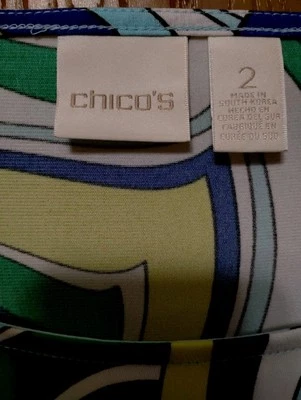 chico's
2
MADE IN
SOUTH KOREA
HECHO EN
COREA DEL SUR
FABRIQUÉ EN
CORÉE DU SUD